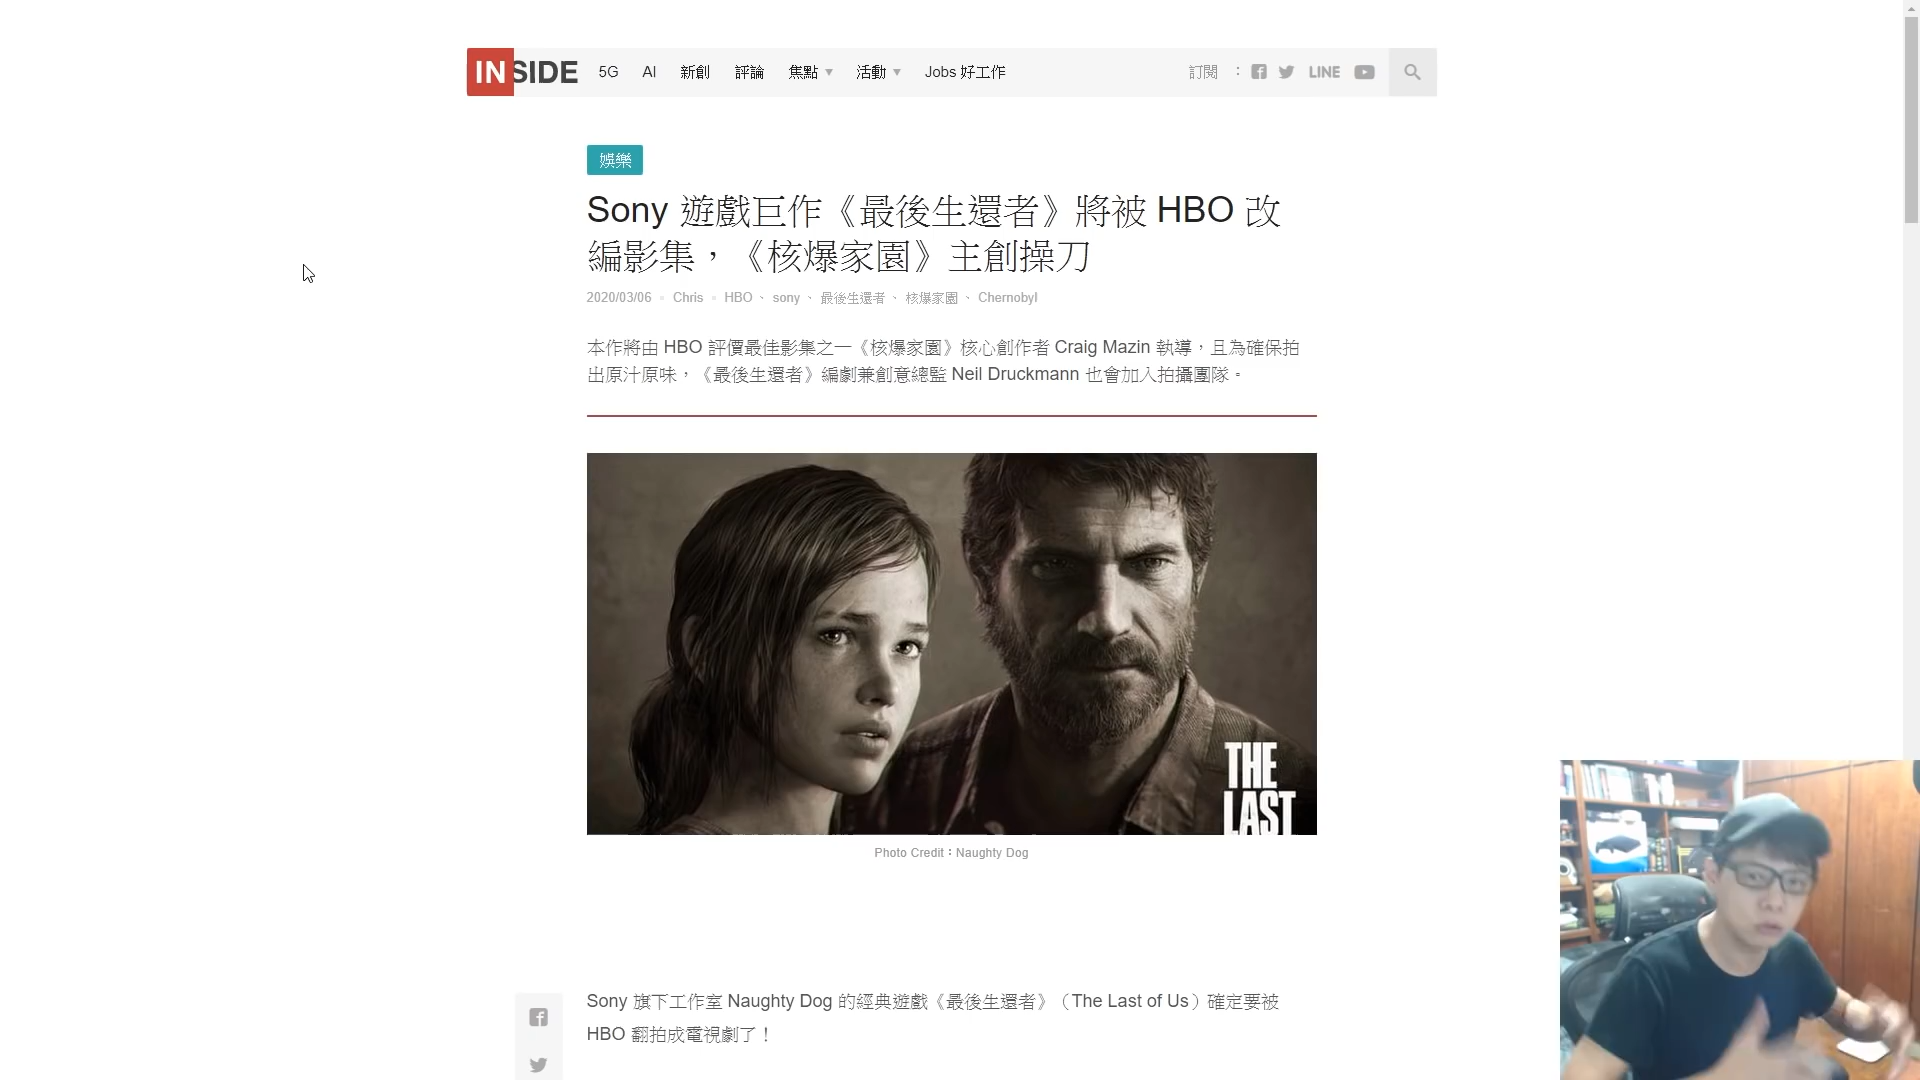 INSIDE 5G AI 新創 評論 焦點 活動 Jobs 好工作 訂閱 : LINE
娛樂
Sony 遊戲巨作《最後生還者》將被 HBO 改
編影集，《核爆家園》主創操刀
2020/03/06 Chris HBO 、 sony 、 最後生還者 、 核爆家園 、 Chernobyl
本作將由 HBO 評價最佳影集之一《核爆家園》核心創作者 Craig Mazin 執導，且為確保拍
出原汁原味，《最後生還者》編劇兼創意總監 Neil Druckmann 也會加入拍攝團隊。
THE
LAST
Photo Credit：Naughty Dog
Sony 旗下工作室 Naughty Dog 的經典遊戲《最後生還者》（The Last of Us）確定要被
HBO 翻拍成電視劇了！